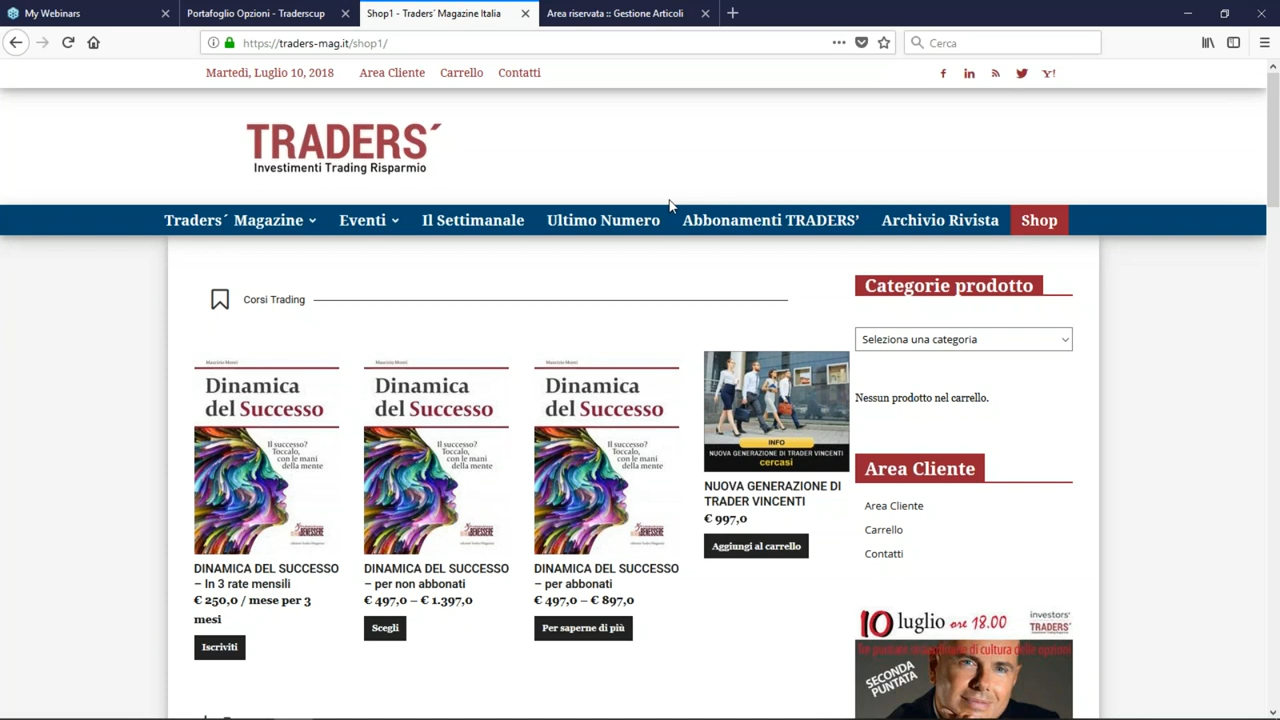 My Webinars
Portafoglio Opzioni - Traderscup
Shop1 - Traders´ Magazine Italia
Area riservata :: Gestione Articoli
https://traders-mag.it/shop1/
Cerca
Martedì, Luglio 10, 2018
Area Cliente
Carrello
Contatti
TRADERS´
Investimenti Trading Risparmio
Traders´ Magazine
Eventi
Il Settimanale
Ultimo Numero
Abbonamenti TRADERS’
Archivio Rivista
Shop
Corsi Trading
Maurizio Monti
Dinamica
del Successo
Il successo?
Toccalo,
con le mani
della mente
DINAMICA DEL SUCCESSO
– In 3 rate mensili
€ 250,0 / mese per 3
mesi
Iscriviti
Maurizio Monti
Dinamica
del Successo
Il successo?
Toccalo,
con le mani
della mente
DINAMICA DEL SUCCESSO
– per non abbonati
€ 497,0 – € 1.397,0
Scegli
Maurizio Monti
Dinamica
del Successo
Il successo?
Toccalo,
con le mani
della mente
DINAMICA DEL SUCCESSO
– per abbonati
€ 497,0 – € 897,0
Per saperne di più
INFO
NUOVA GENERAZIONE DI TRADER VINCENTI
cercasi
NUOVA GENERAZIONE DI
TRADER VINCENTI
€ 997,0
Aggiungi al carrello
Categorie prodotto
Seleziona una categoria
Nessun prodotto nel carrello.
Area Cliente
Area Cliente
Carrello
Contatti
10 luglio ore 18.00
investors'
TRADERS'
SECONDA
PUNTATA